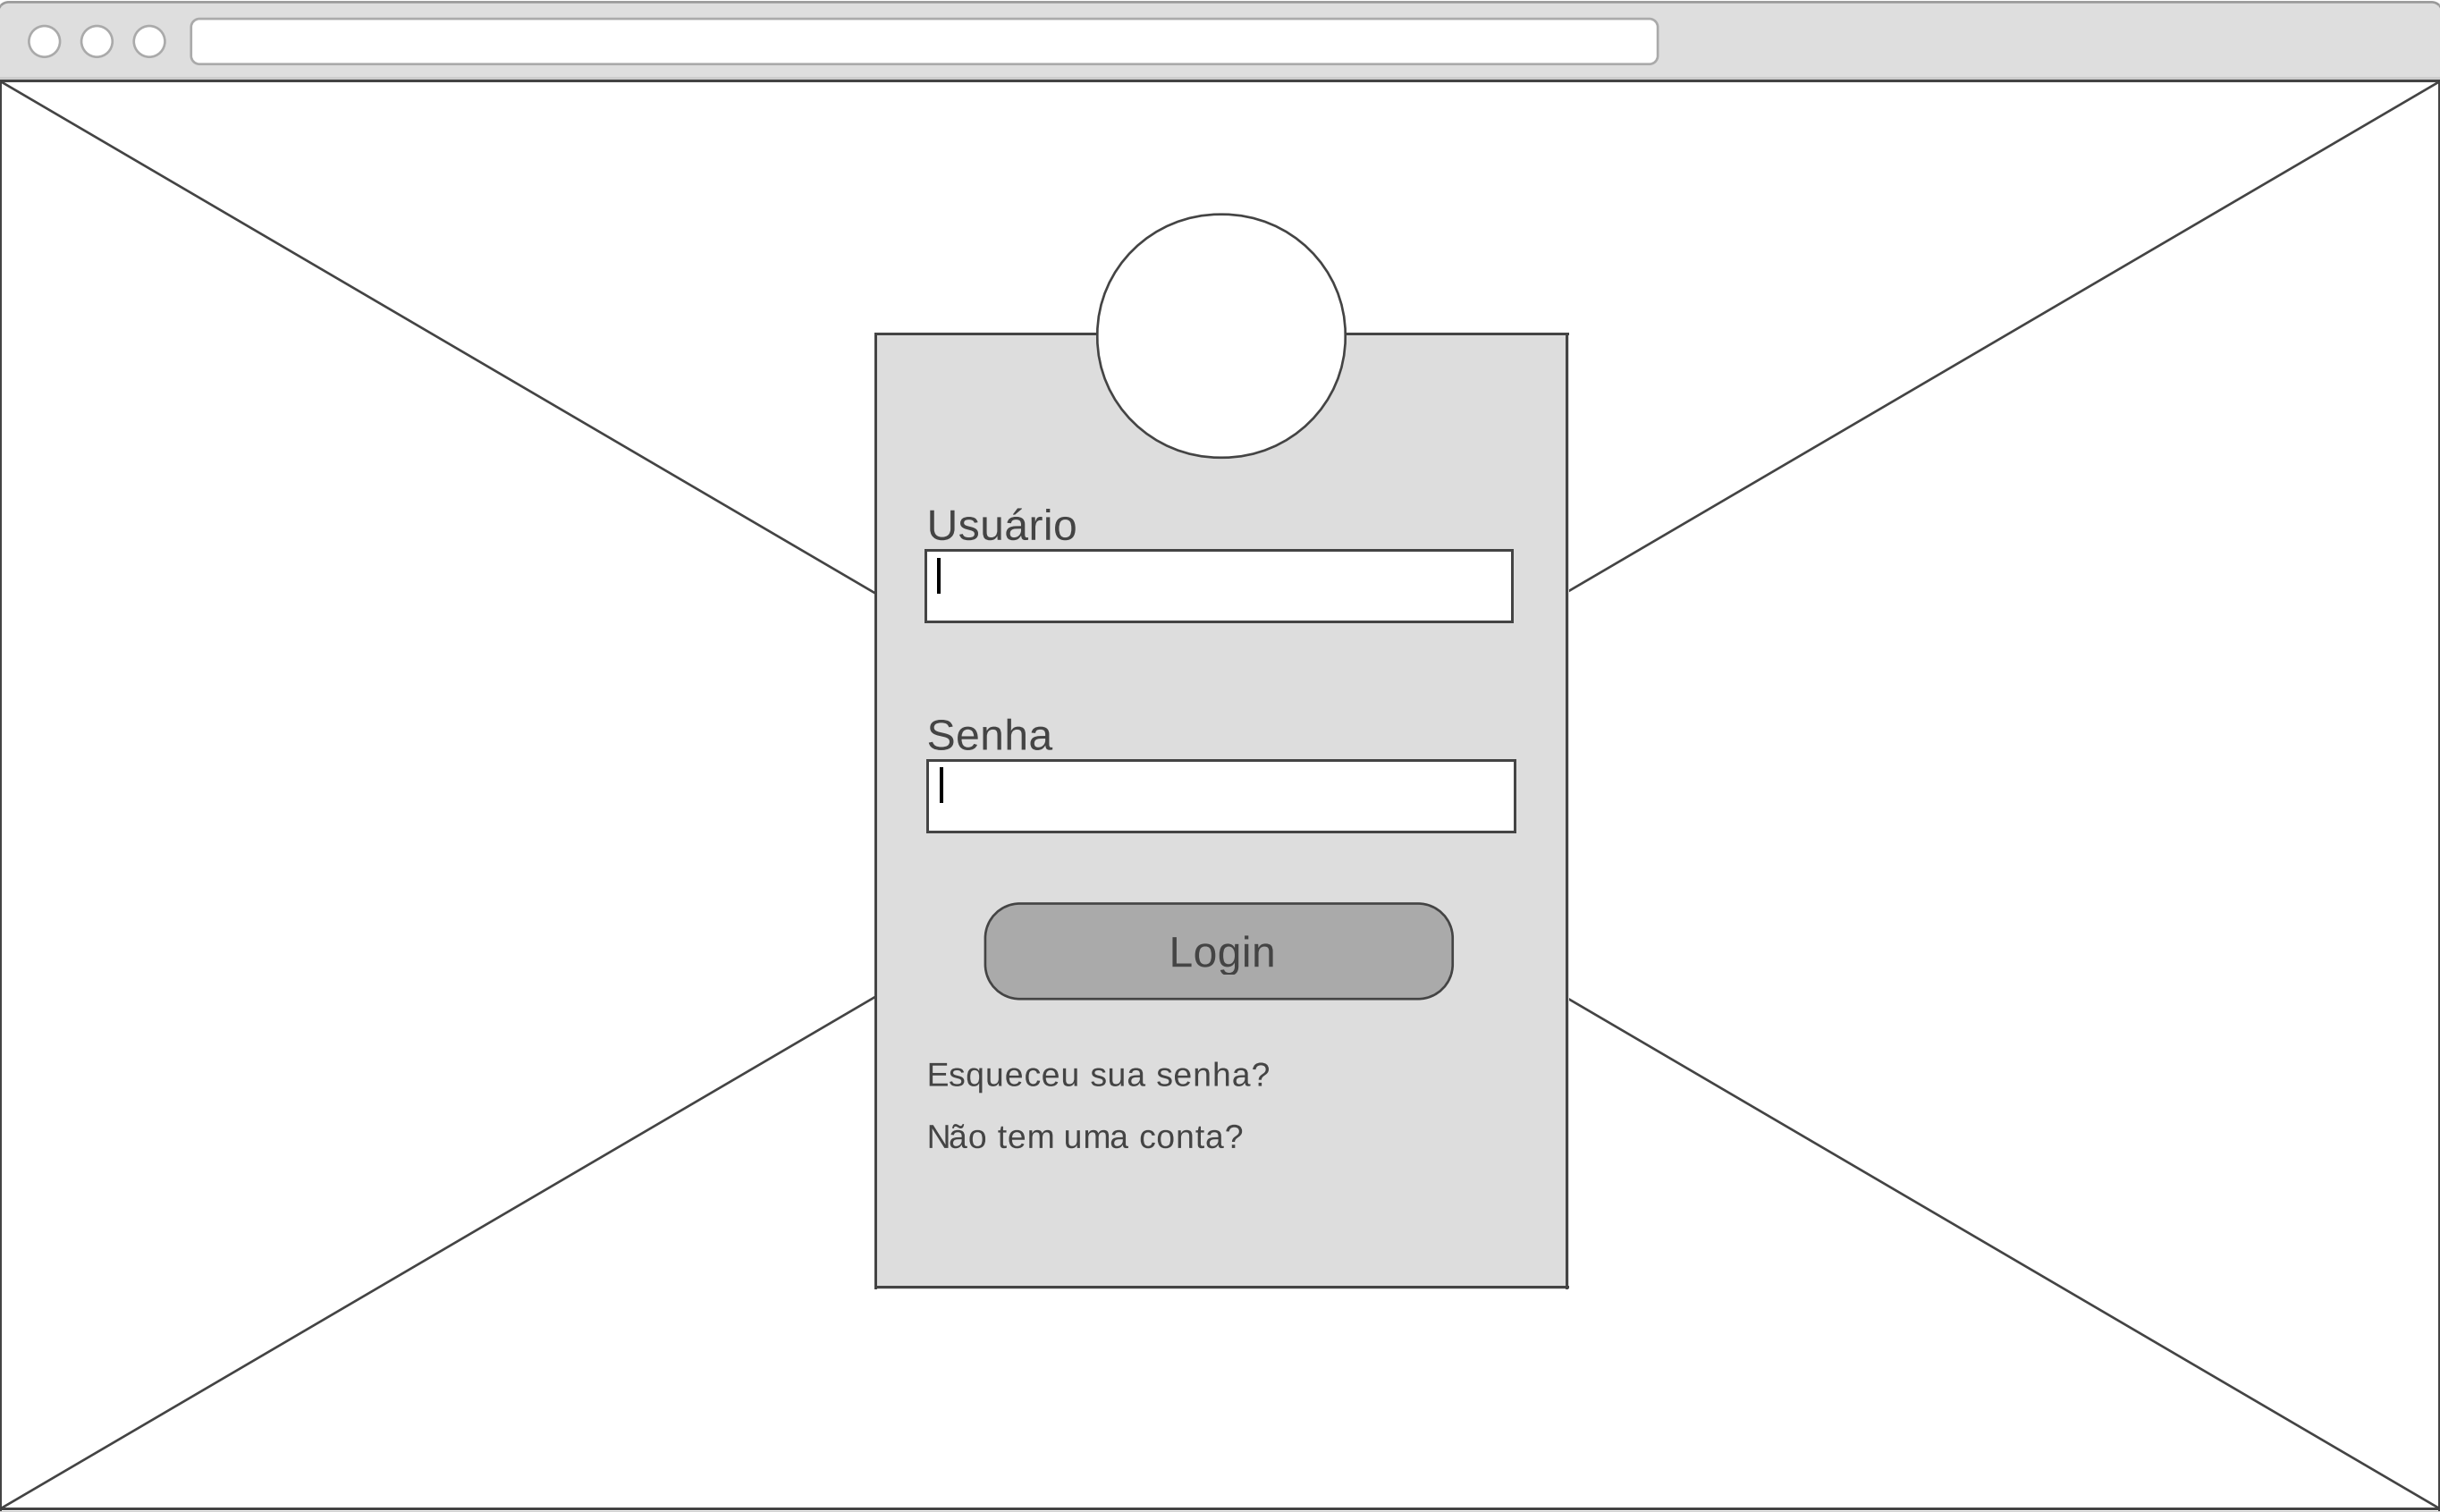 Usuário
Senha
Login
Esqueceu sua senha?
Não tem uma conta?